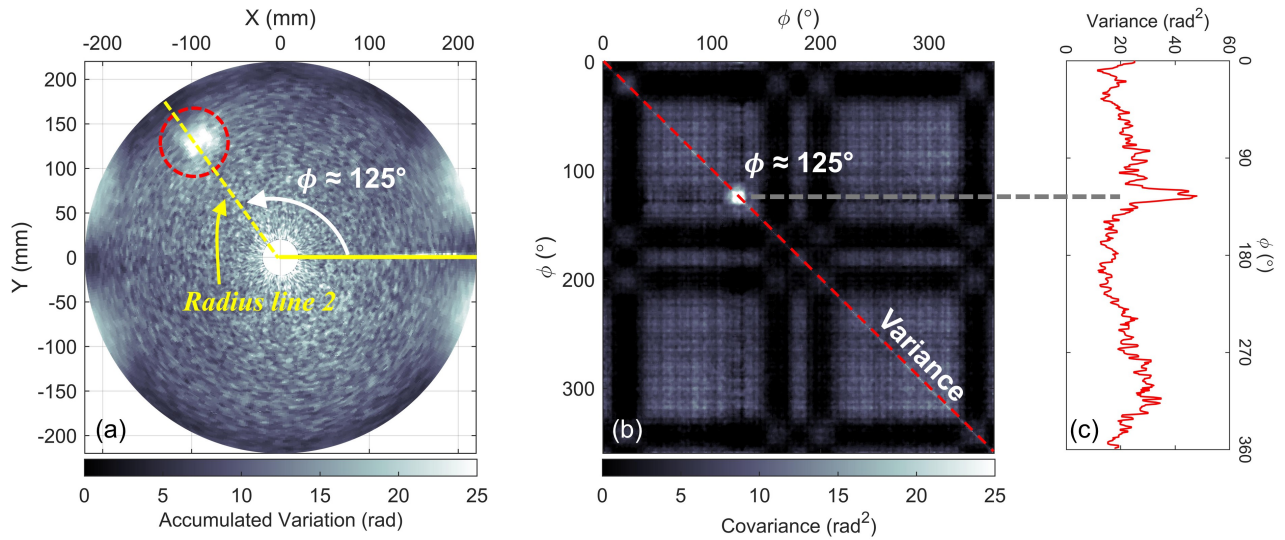 X (mm)
-200 -100 0 100 200
Y (mm)
200
150
100
50
0
-50
-100
-150
-200
ϕ ≈ 125°
Radius line 2
(a)
0 5 10 15 20 25
Accumulated Variation (rad)
ϕ (°)
0 100 200 300
ϕ (°)
0
100
200
300
ϕ ≈ 125°
Variance
(b)
0 5 10 15 20 25
Covariance (rad²)
Variance (rad²)
0 20 40 60
0
90
180
270
360
ϕ (°)
(c)